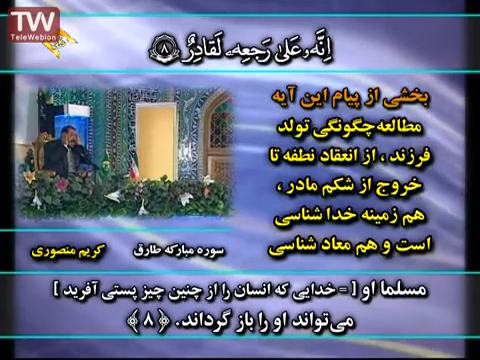 TW
TeleWebion
إِنَّهُۥ عَلَىٰ رَجْعِهِۦ لَقَادِرٌ ﴿٨﴾
بخشی از پیام این آیه
مطالعه چگونگی تولد
فرزند ، از انعقاد نطفه تا
خروج از شکم مادر ،
هم زمینه خدا شناسی
است و هم معاد شناسی
سوره مبارکه طارق
کریم منصوری
مسلما او [ = خدایی که انسان را از چنین چیز پستی آفرید ]
می‌تواند او را باز گرداند. ﴿ ۸ ﴾